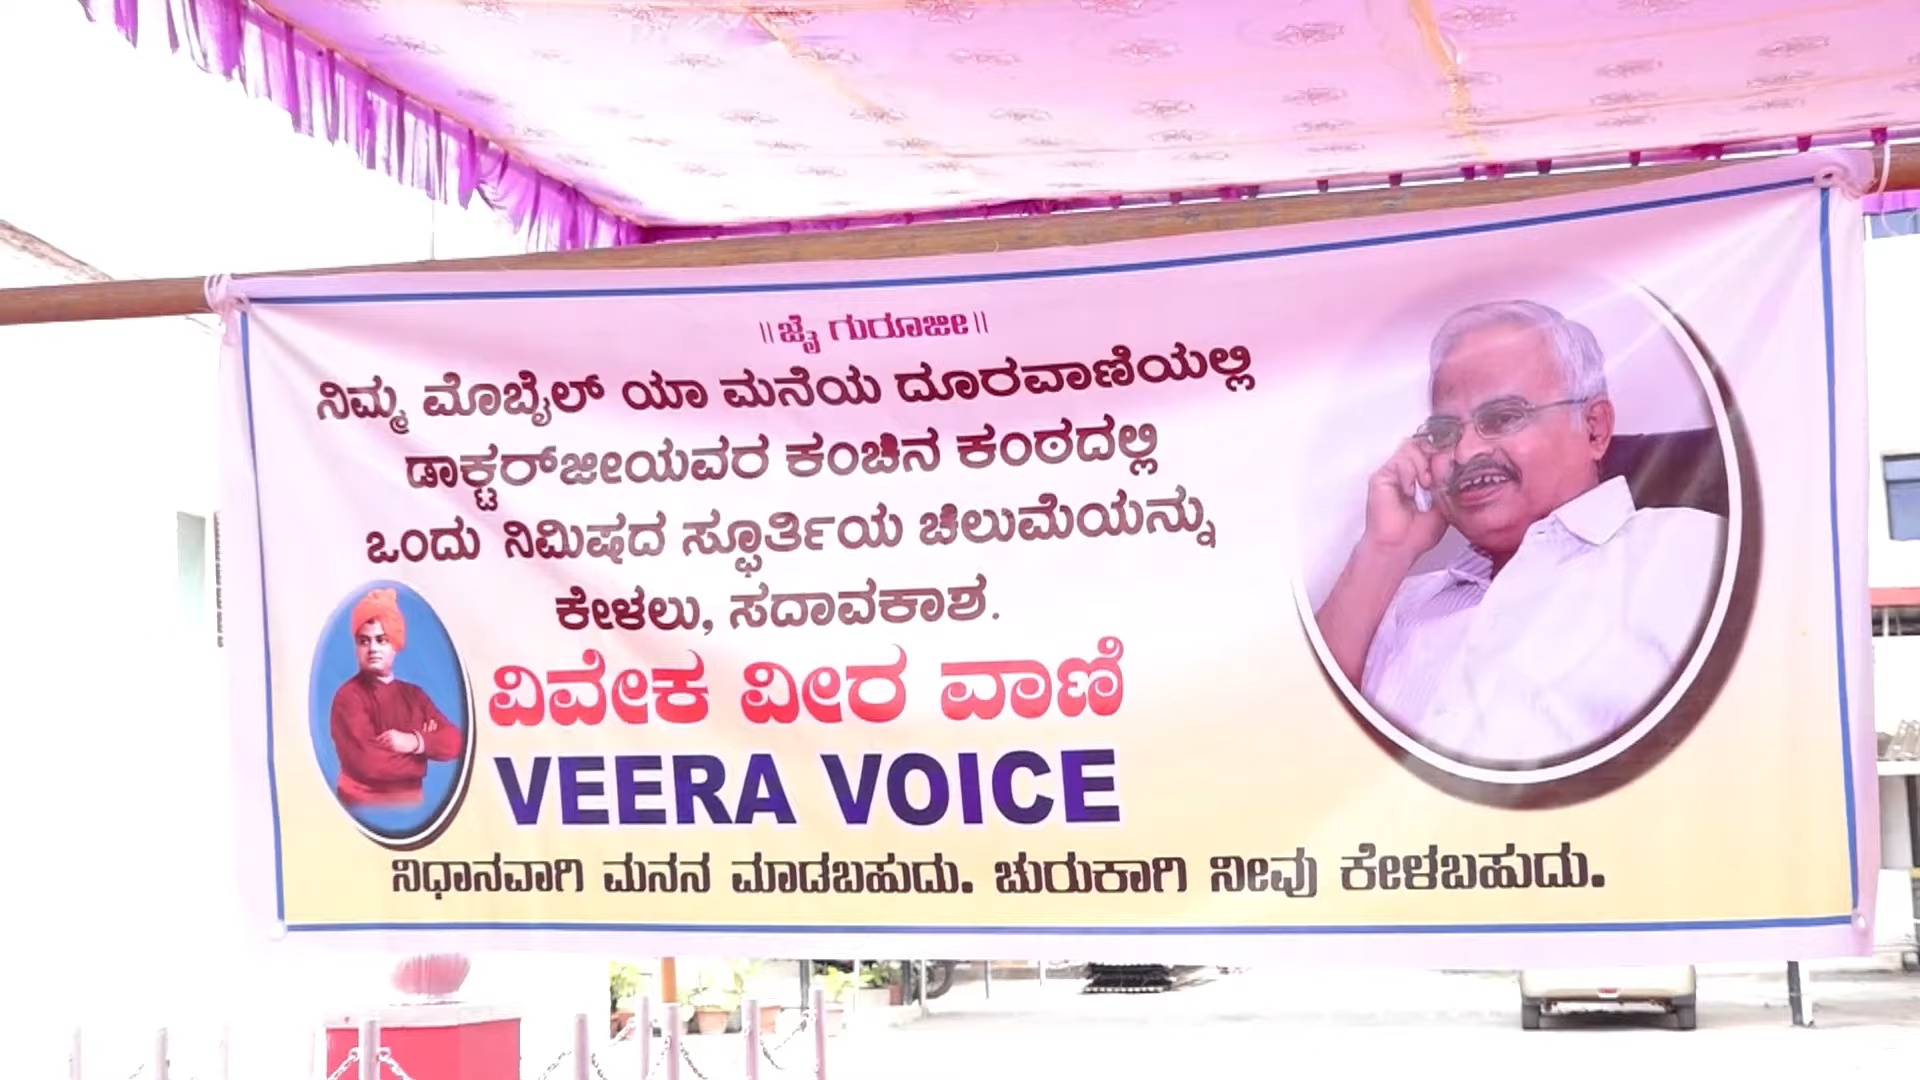 ॥ಜೈ ಗುರೂಜೀ॥
ನಿಮ್ಮ ಮೊಬೈಲ್ ಯಾ ಮನೆಯ ದೂರವಾಣಿಯಲ್ಲಿ
ಡಾಕ್ಟರ್‌ಜೀಯವರ ಕಂಚಿನ ಕಂಠದಲ್ಲಿ
ಒಂದು ನಿಮಿಷದ ಸ್ಫೂರ್ತಿಯ ಚಿಲುಮೆಯನ್ನು
ಕೇಳಲು, ಸದಾವಕಾಶ.
ವಿವೇಕ ವೀರ ವಾಣಿ
VEERA VOICE
ನಿಧಾನವಾಗಿ ಮನನ ಮಾಡಬಹುದು. ಚುರುಕಾಗಿ ನೀವು ಕೇಳಬಹುದು.